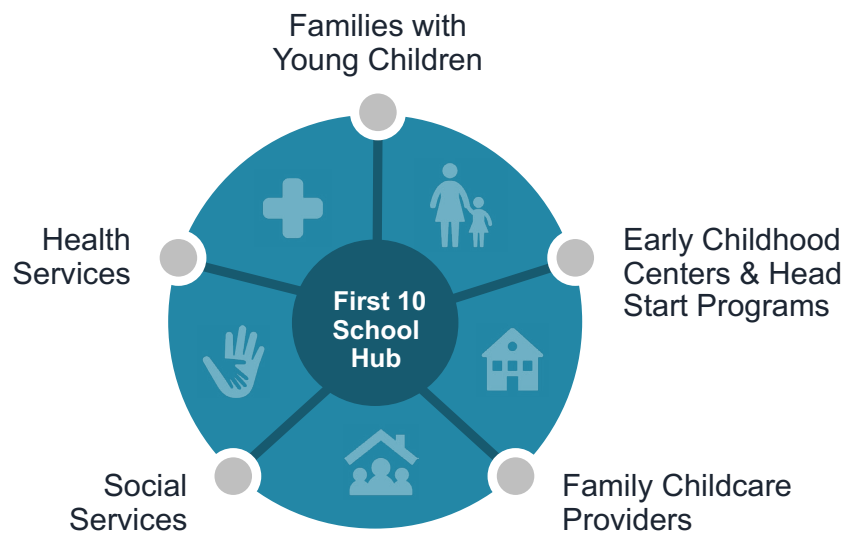 Families with
Young Children
Health
Services
First 10
School
Hub
Early Childhood
Centers & Head
Start Programs
Social
Services
Family Childcare
Providers